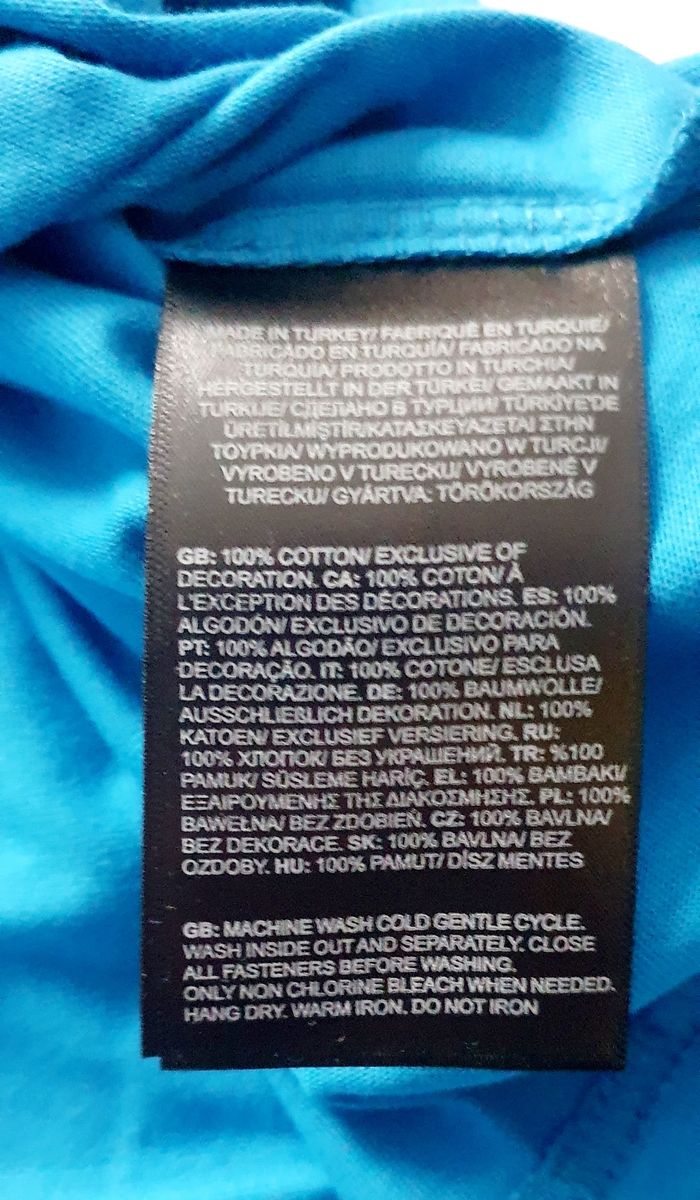 MADE IN TURKEY/ FABRIQUÉ EN TURQUIE/
FABRICADO EN TURQUÍA/ FABRICADO NA
TURQUIA/ PRODOTTO IN TURCHIA/
HERGESTELLT IN DER TÜRKEI/ GEMAAKT IN
TURKIJE/ СДЕЛАНО В ТУРЦИИ/ TÜRKİYE'DE
ÜRETİLMİŞTİR/ΚΑΤΑΣΚΕΥΑΖΕΤΑΙ ΣΤΗΝ
ΤΟΥΡΚΙΑ/ WYPRODUKOWANO W TURCJI/
VYROBENO V TURECKU/ VYROBENÉ V
TURECKU/ GYÁRTVA: TÖRÖKORSZÁG
GB: 100% COTTON/ EXCLUSIVE OF
DECORATION. CA: 100% COTON/ À
L'EXCEPTION DES DÉCORATIONS. ES: 100%
ALGODÓN/ EXCLUSIVO DE DECORACIÓN.
PT: 100% ALGODÃO/ EXCLUSIVO PARA
DECORAÇÃO. IT: 100% COTONE/ ESCLUSA
LA DECORAZIONE. DE: 100% BAUMWOLLE/
AUSSCHLIEßLICH DEKORATION. NL: 100%
KATOEN/ EXCLUSIEF VERSIERING. RU:
100% ХЛОПОК/ БЕЗ УКРАШЕНИЙ. TR: %100
PAMUK/ SÜSLEME HARİÇ. EL: 100% ΒΑΜΒΑΚΙ/
ΕΞΑΙΡΟΥΜΕΝΗΣ ΤΗΣ ΔΙΑΚΟΣΜΗΣΗΣ. PL: 100%
BAWEŁNA/ BEZ ZDOBIEŃ. CZ: 100% BAVLNA/
BEZ DEKORACE. SK: 100% BAVLNA/ BEZ
OZDOBY. HU: 100% PAMUT/ DÍSZ MENTES
GB: MACHINE WASH COLD GENTLE CYCLE.
WASH INSIDE OUT AND SEPARATELY. CLOSE
ALL FASTENERS BEFORE WASHING.
ONLY NON CHLORINE BLEACH WHEN NEEDED.
HANG DRY. WARM IRON. DO NOT IRON